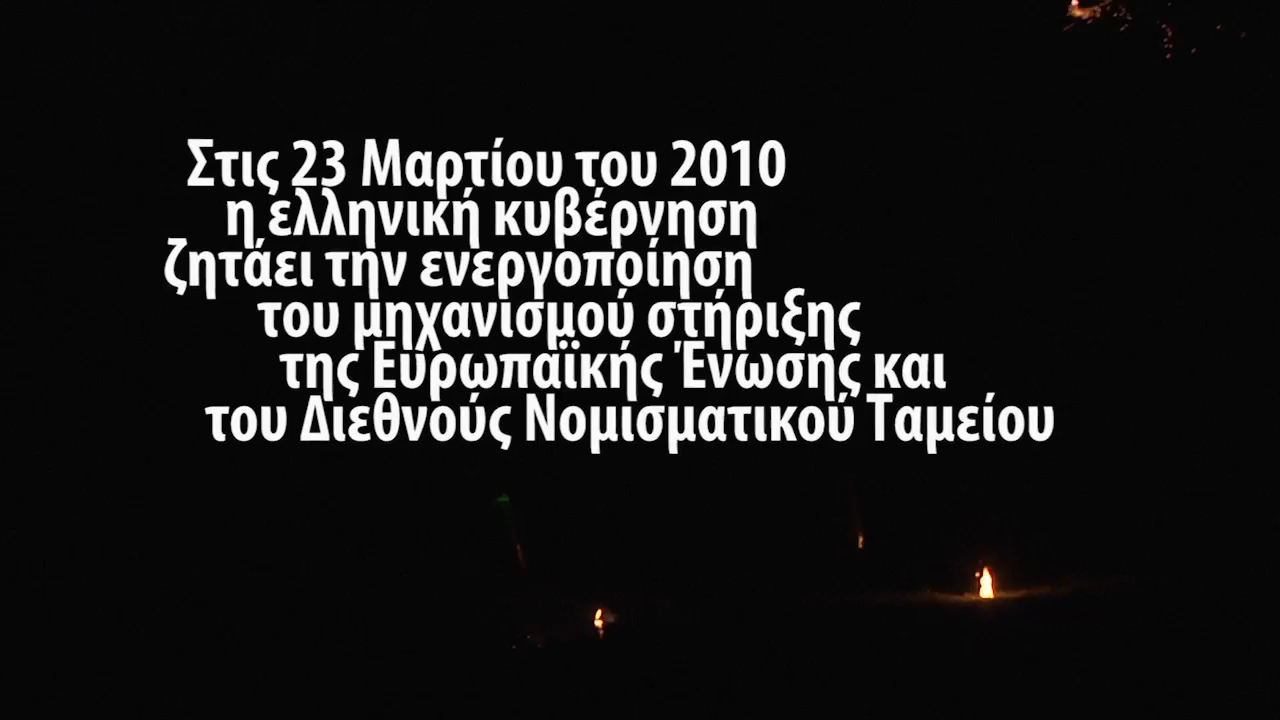 Στις 23 Μαρτίου του 2010
η ελληνική κυβέρνηση
ζητάει την ενεργοποίηση
του μηχανισμού στήριξης
της Ευρωπαϊκής Ένωσης και
του Διεθνούς Νομισματικού Ταμείου